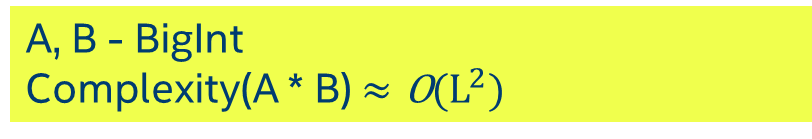 A, B - BigInt
Complexity(A * B) ≈ O(L²)